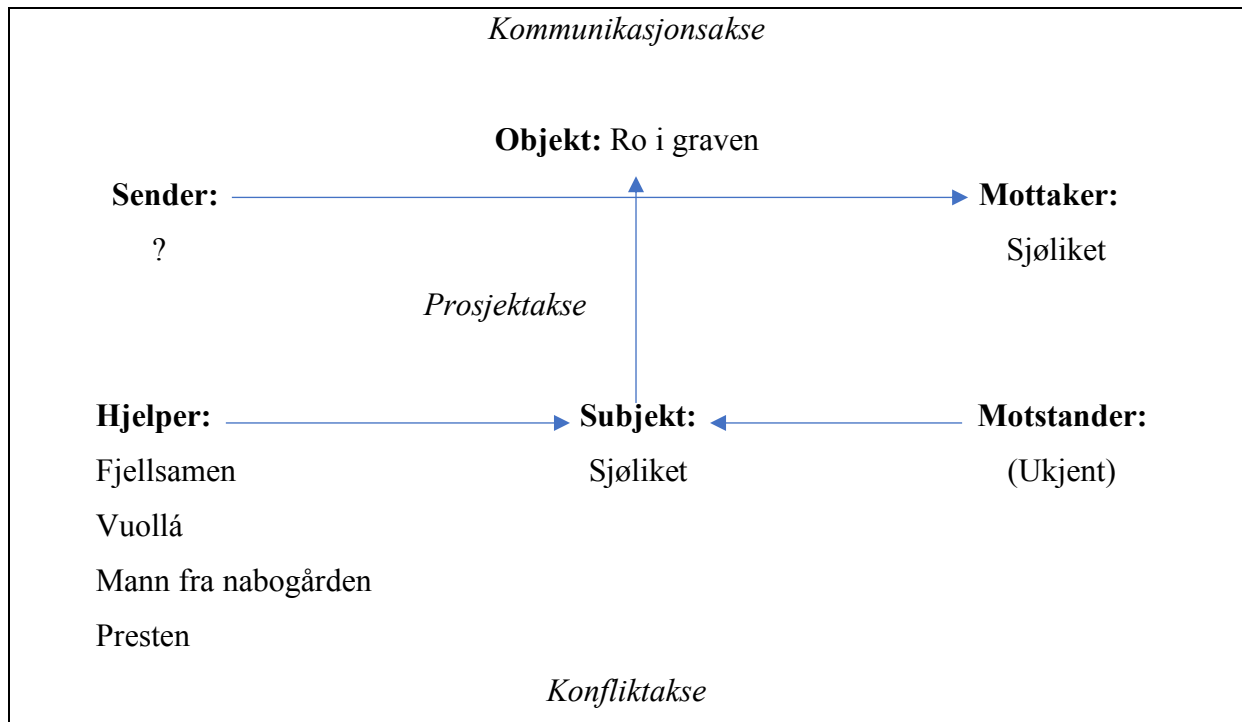 Kommunikasjonsakse
Objekt: Ro i graven
Sender: Mottaker:
? Sjøliket
Prosjektakse
Hjelper: Subjekt: Motstander:
Fjellsamen Sjøliket (Ukjent)
Vuollá
Mann fra nabogården
Presten
Konfliktakse